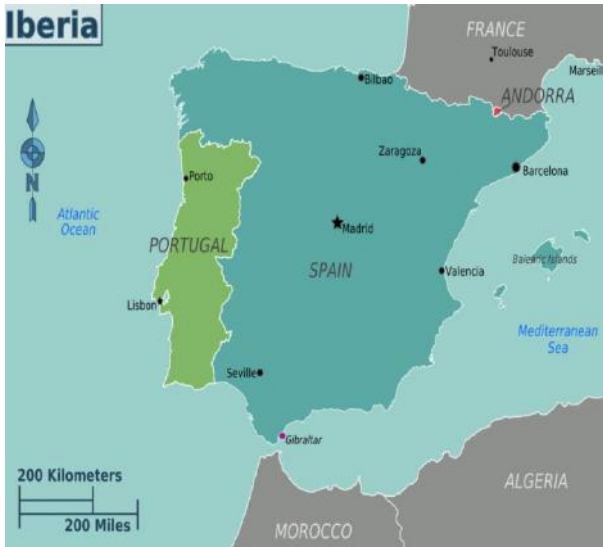 Iberia
FRANCE
Toulouse
Marseill
Bilbao
ANDORRA
Zaragoza
Barcelona
N
Porto
Atlantic
Ocean
Madrid
PORTUGAL
SPAIN
Valencia
Balearic Islands
Lisbon
Mediterranean
Sea
Seville
Gibraltar
200 Kilometers
200 Miles
ALGERIA
MOROCCO